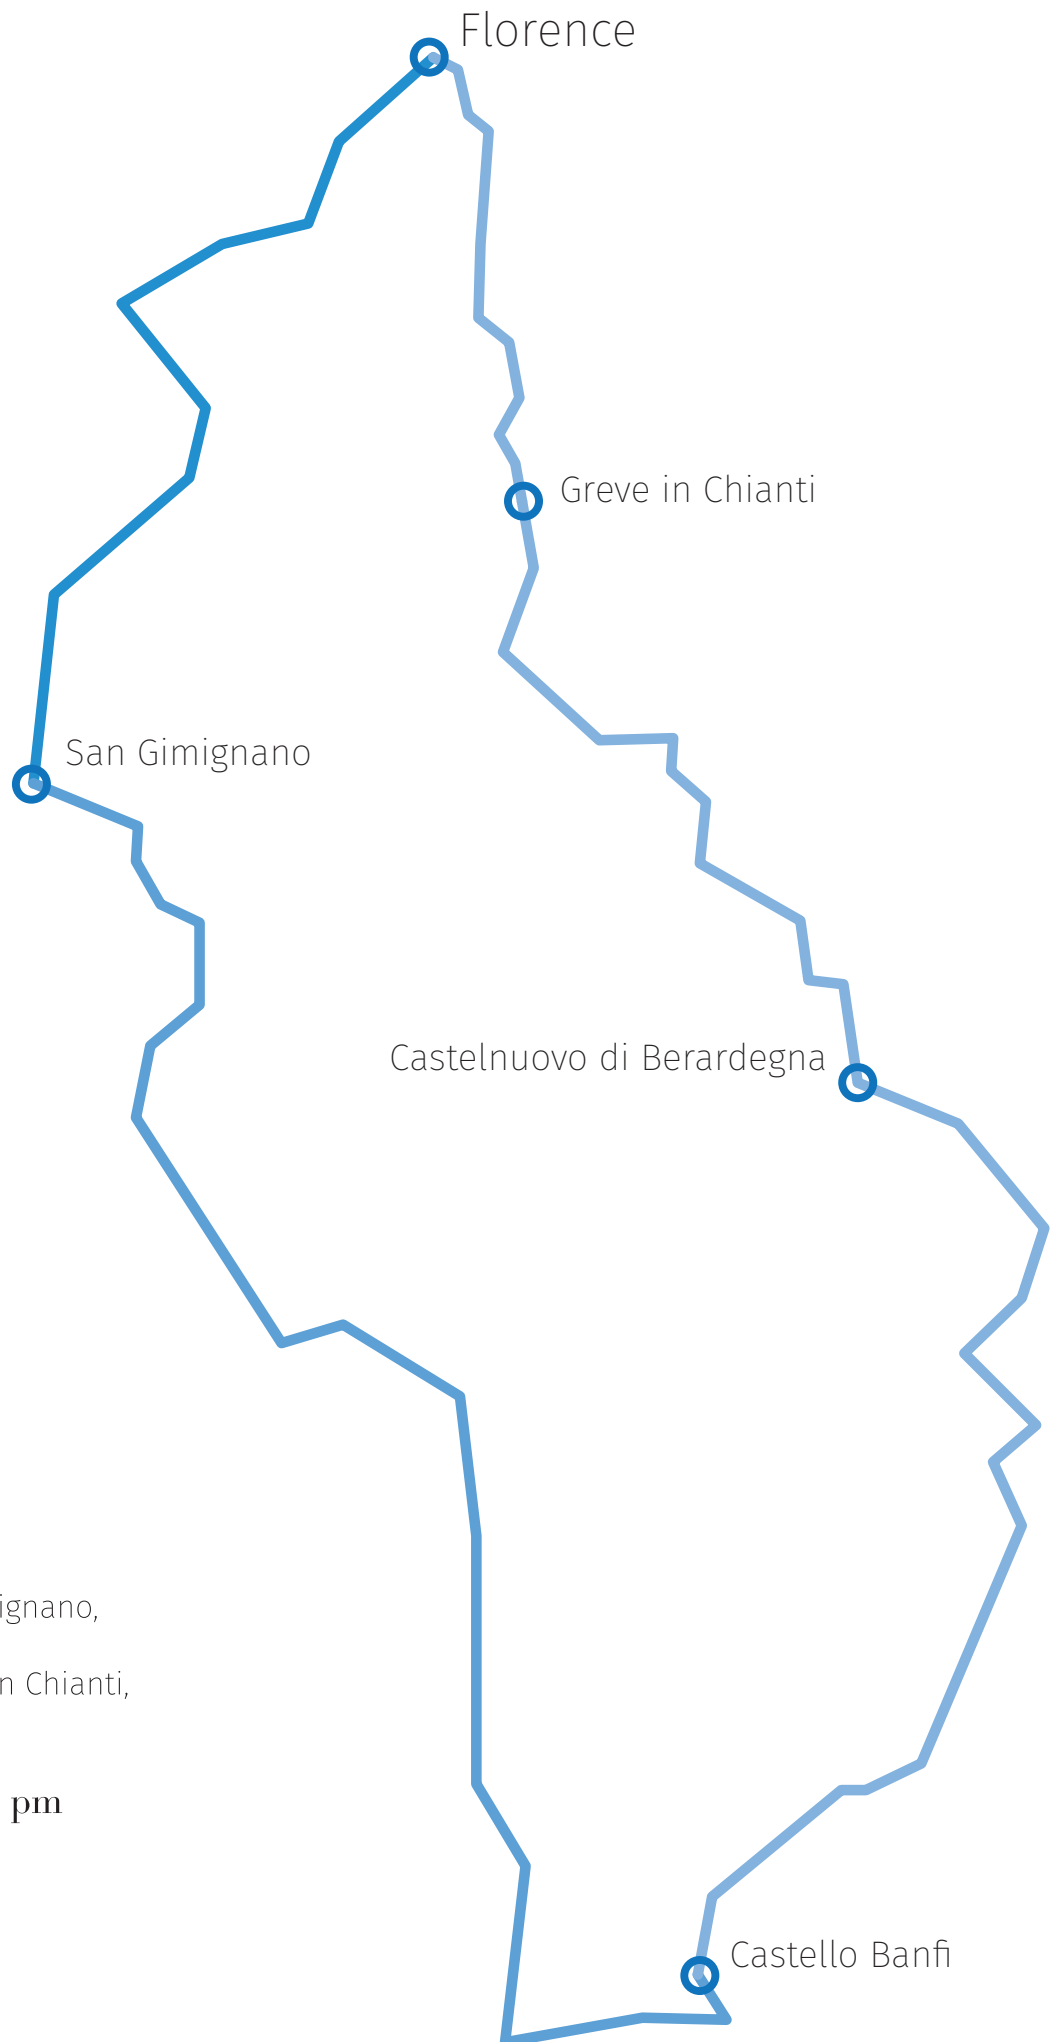 Florence
Greve in Chianti
San Gimignano
Castelnuovo di Berardegna
ignano,
n Chianti,
pm
Castello Banfi